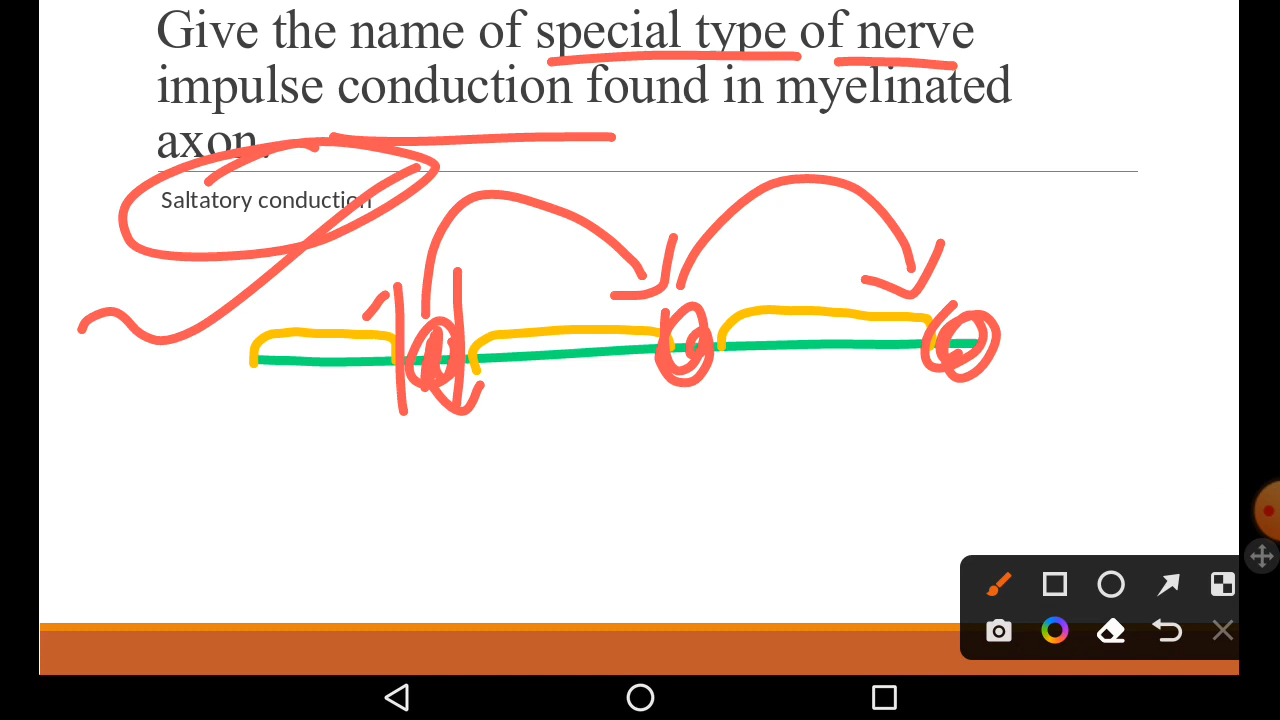 Give the name of special type of nerve
impulse conduction found in myelinated
axon.
Saltatory conduction